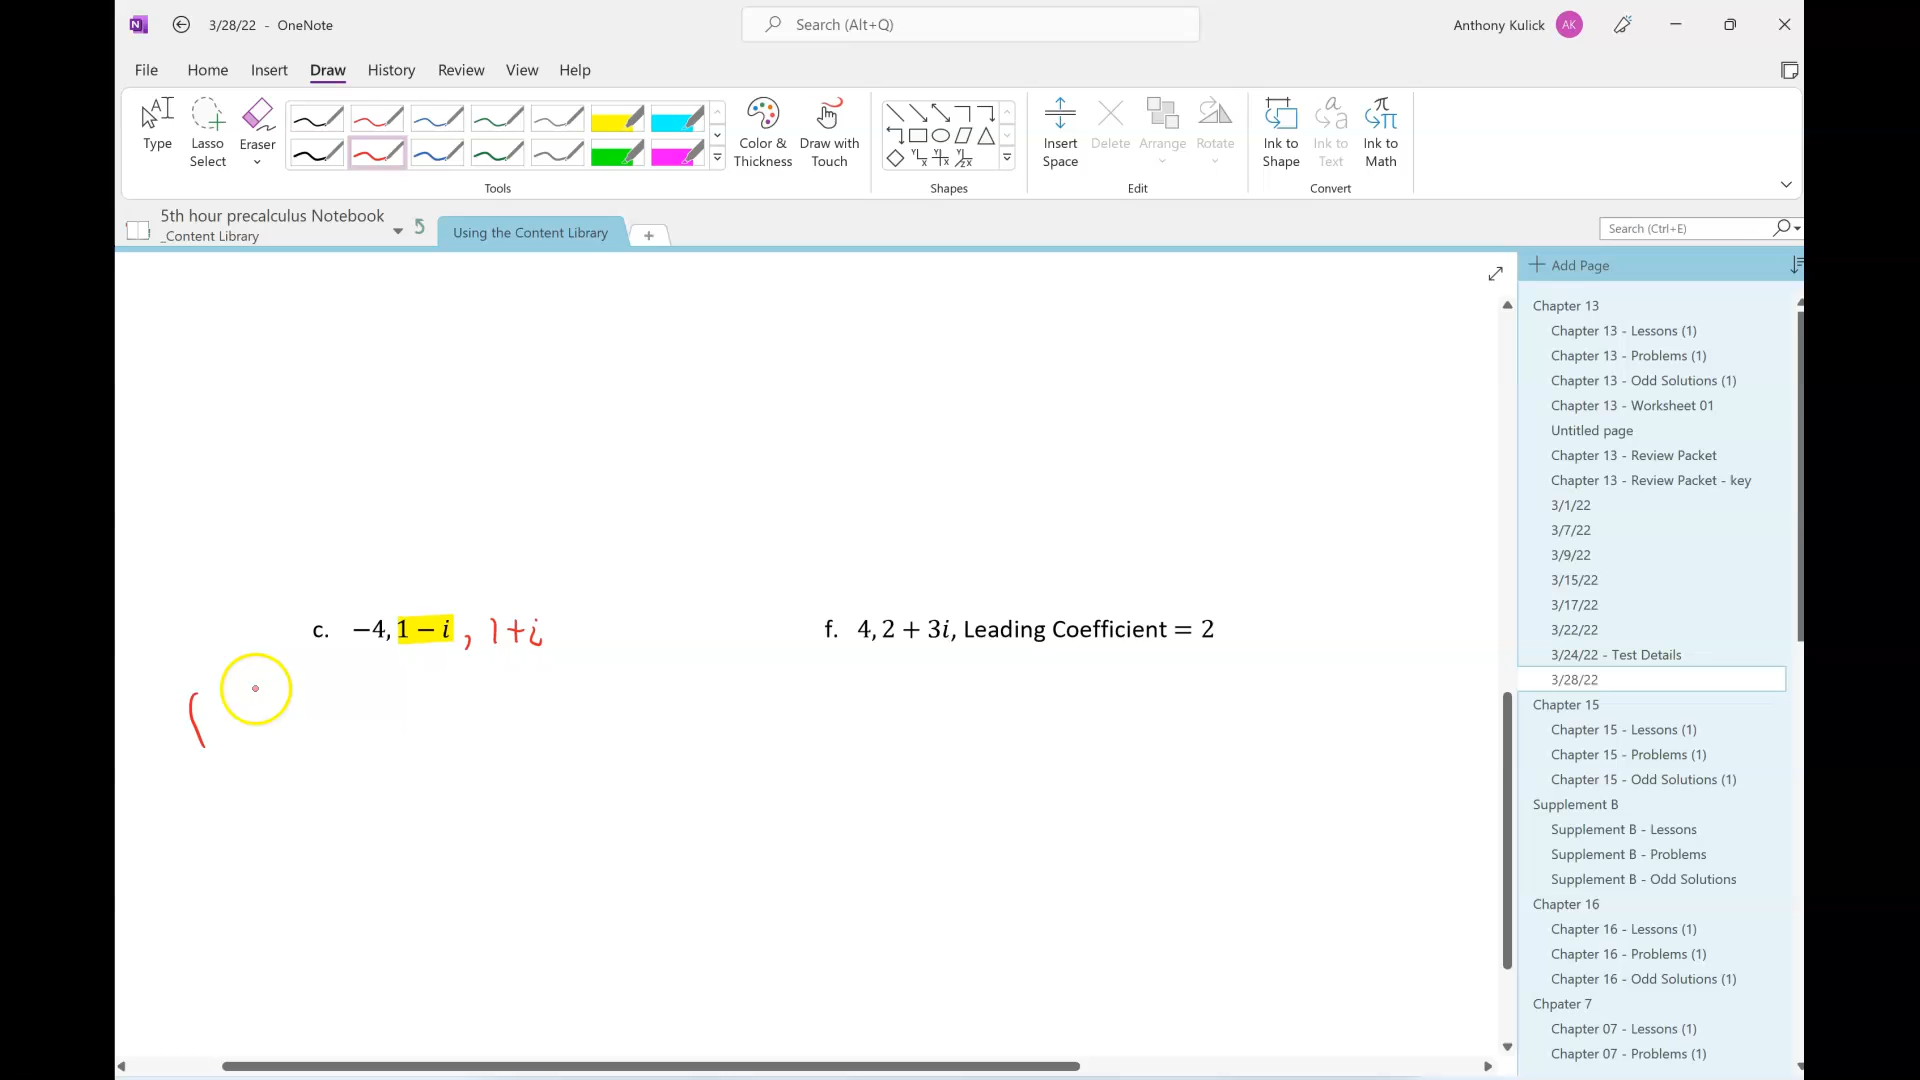 3/28/22 - OneNote
Search (Alt+Q)
Anthony Kulick AK
File Home Insert Draw History Review View Help
Type
Lasso Select
Eraser
Color & Thickness
Draw with Touch
Insert Space
Delete
Arrange
Rotate
Ink to Shape
Ink to Text
Ink to Math
Tools
Shapes
Edit
Convert
5th hour precalculus Notebook
_Content Library
Using the Content Library
Search (Ctrl+E)
Add Page
c. −4, 1 − i , 1+i
(
f. 4, 2 + 3i, Leading Coefficient = 2
Chapter 13
Chapter 13 - Lessons (1)
Chapter 13 - Problems (1)
Chapter 13 - Odd Solutions (1)
Chapter 13 - Worksheet 01
Untitled page
Chapter 13 - Review Packet
Chapter 13 - Review Packet - key
3/1/22
3/7/22
3/9/22
3/15/22
3/17/22
3/22/22
3/24/22 - Test Details
3/28/22
Chapter 15
Chapter 15 - Lessons (1)
Chapter 15 - Problems (1)
Chapter 15 - Odd Solutions (1)
Supplement B
Supplement B - Lessons
Supplement B - Problems
Supplement B - Odd Solutions
Chapter 16
Chapter 16 - Lessons (1)
Chapter 16 - Problems (1)
Chapter 16 - Odd Solutions (1)
Chpater 7
Chapter 07 - Lessons (1)
Chapter 07 - Problems (1)